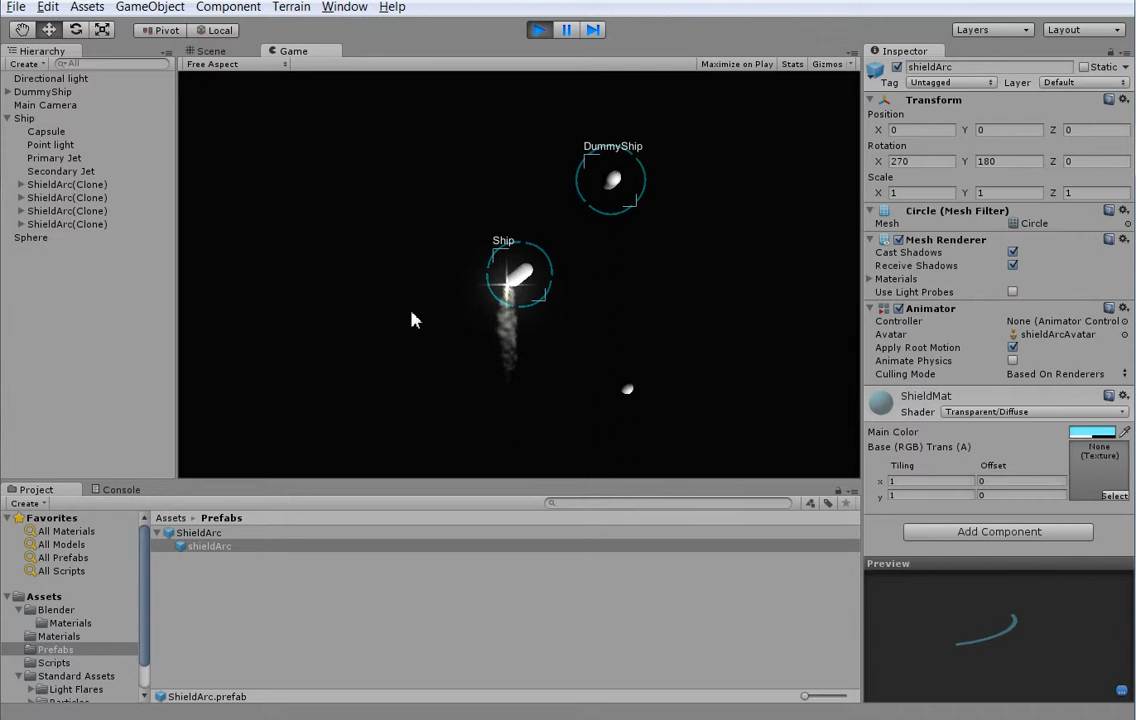 File Edit Assets GameObject Component Terrain Window Help
Pivot Local Layers Layout
Hierarchy
Create All
Directional light
DummyShip
Main Camera
Ship
Capsule
Point light
Primary Jet
Secondary Jet
ShieldArc(Clone)
ShieldArc(Clone)
ShieldArc(Clone)
ShieldArc(Clone)
Sphere
Scene Game
Free Aspect Maximize on Play Stats Gizmos
DummyShip
Ship
Inspector
shieldArc Static
Tag Untagged Layer Default
Transform
Position
X 0 Y 0 Z 0
Rotation
X 270 Y 180 Z 0
Scale
X 1 Y 1 Z 1
Circle (Mesh Filter)
Mesh Circle
Mesh Renderer
Cast Shadows
Receive Shadows
Materials
Use Light Probes
Animator
Controller None (Animator Control
Avatar shieldArcAvatar
Apply Root Motion
Animate Physics
Culling Mode Based On Renderers
ShieldMat
Shader Transparent/Diffuse
Main Color
Base (RGB) Trans (A)
None
(Texture)
Tiling Offset
x 1 0
y 1 0
Select
Add Component
Preview
Project Console
Create
Favorites
All Materials
All Models
All Prefabs
All Scripts
Assets
Blender
Materials
Materials
Prefabs
Scripts
Standard Assets
Light Flares
Assets Prefabs
ShieldArc
shieldArc
ShieldArc.prefab